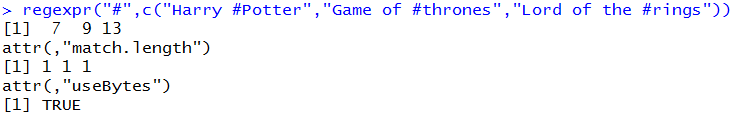 > regexpr("#",c("Harry #Potter","Game of #thrones","Lord of the #rings"))
[1]  7  9 13
attr(,"match.length")
[1] 1 1 1
attr(,"useBytes")
[1] TRUE